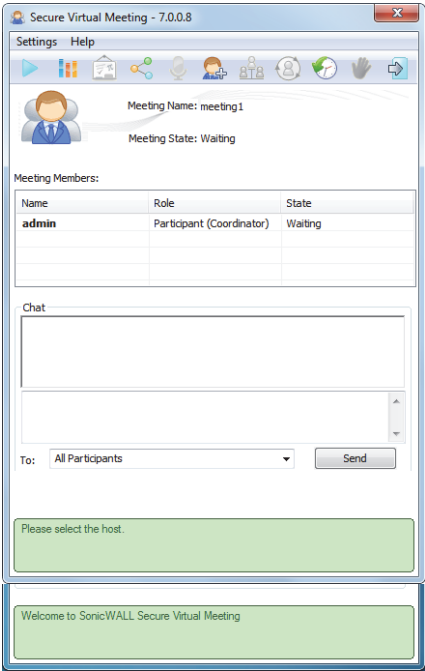 Secure Virtual Meeting - 7.0.0.8
Settings Help
Meeting Name: meeting1
Meeting State: Waiting
Meeting Members:
Name Role State
admin Participant (Coordinator) Waiting
Chat
To: All Participants Send
Please select the host.
Welcome to SonicWALL Secure Virtual Meeting